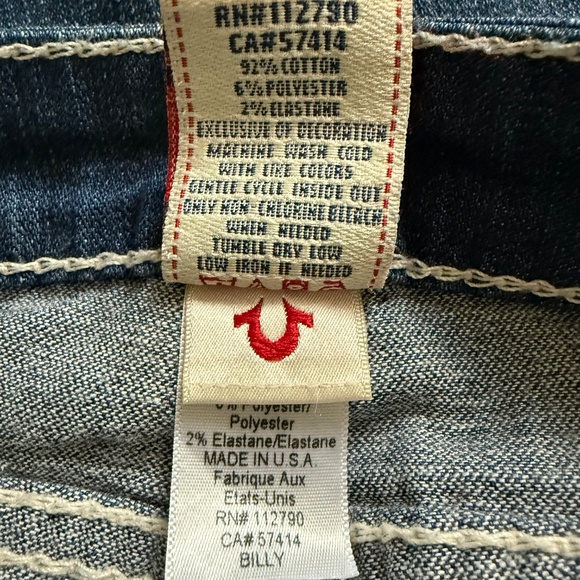 RN#112790
CA#57414
92% COTTON
6% POLYESTER
2% ELASTANE
EXCLUSIVE OF DECORATION
MACHINE WASH COLD
WITH LIKE COLORS
GENTLE CYCLE INSIDE OUT
ONLY NON-CHLORINE BLEACH
WHEN NEEDED
TUMBLE DRY LOW
LOW IRON IF NEEDED
6% Polyester/
Polyester
2% Elastane/Elastane
MADE IN U.S.A.
Fabrique Aux
Etats-Unis
RN# 112790
CA# 57414
BILLY